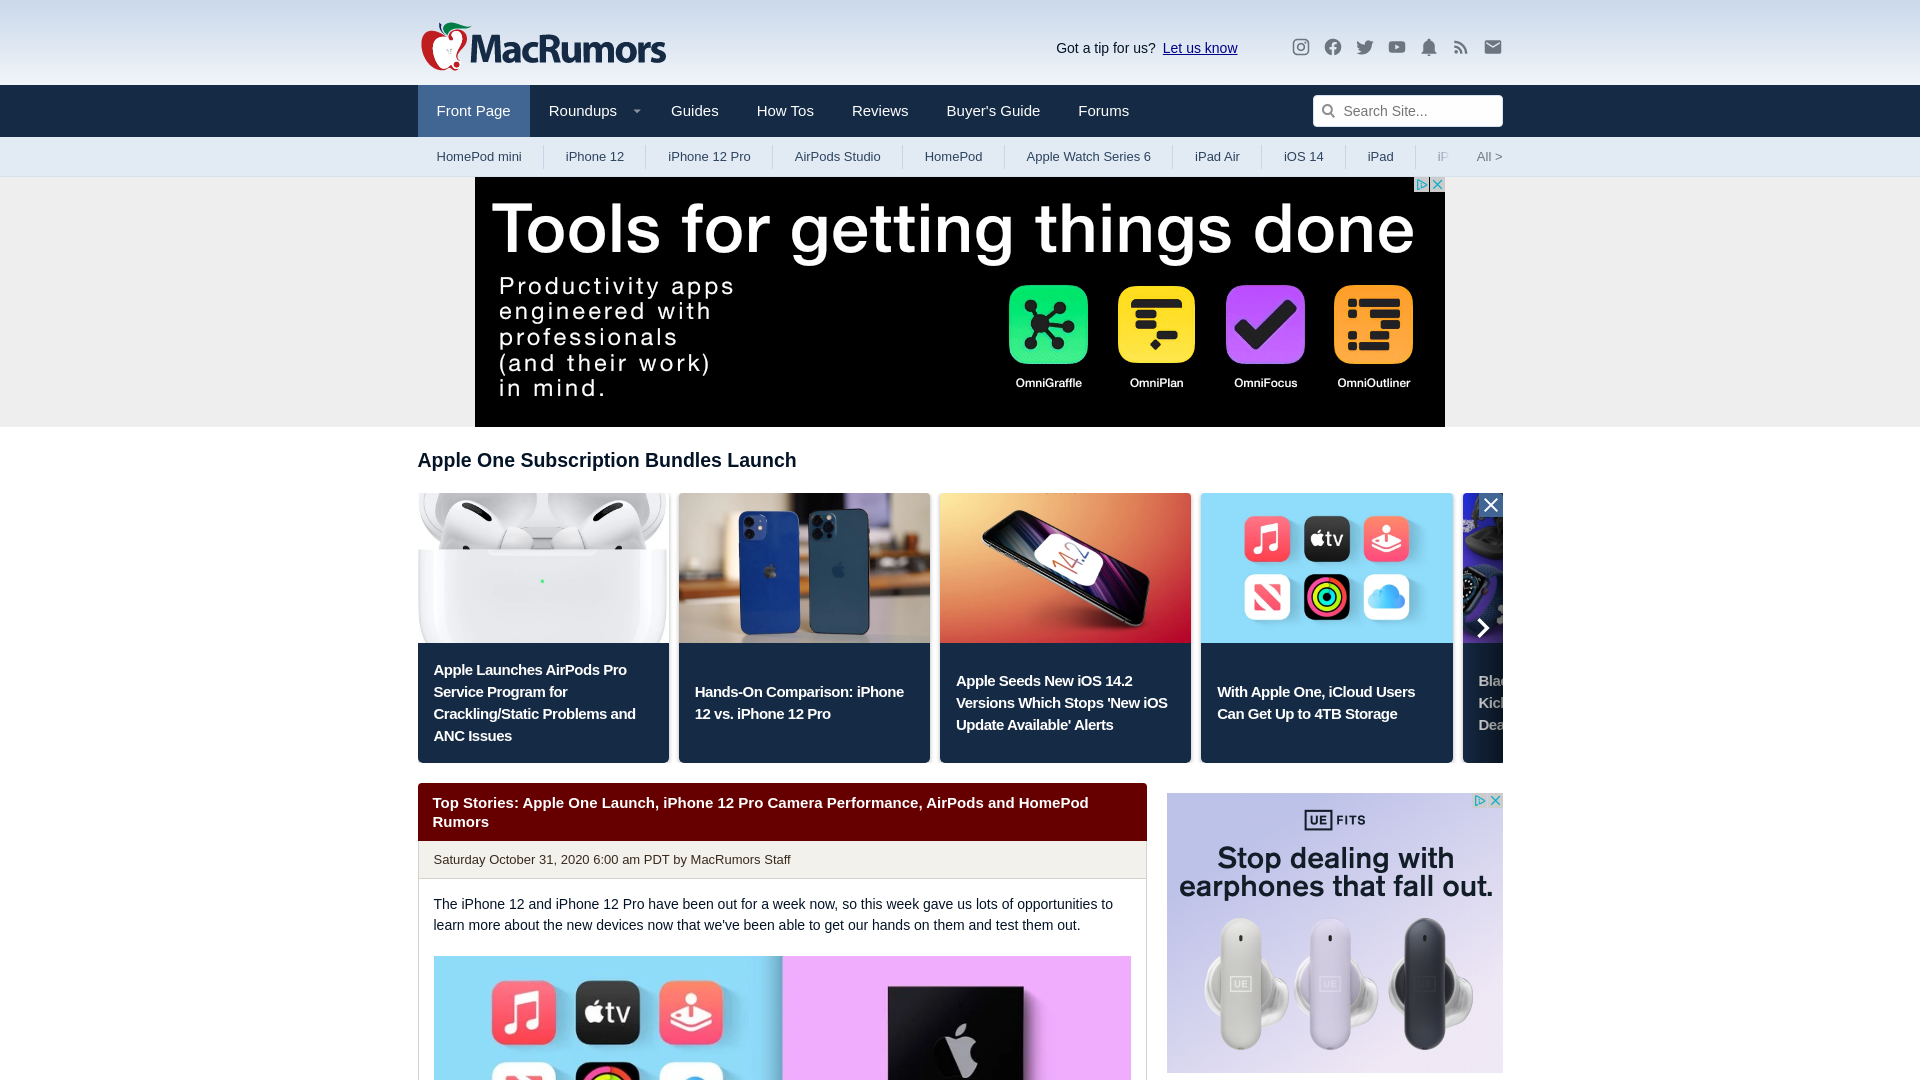 MacRumors
Got a tip for us? Let us know
Front Page
Roundups
Guides
How Tos
Reviews
Buyer's Guide
Forums
Search Site...
HomePod mini
iPhone 12
iPhone 12 Pro
AirPods Studio
HomePod
Apple Watch Series 6
iPad Air
iOS 14
iPad
iP
All >
Tools for getting things done
Productivity apps
engineered with
professionals
(and their work)
in mind.
OmniGraffle
OmniPlan
OmniFocus
OmniOutliner
Apple One Subscription Bundles Launch
14.2
tv
Apple Launches AirPods Pro
Service Program for
Crackling/Static Problems and
ANC Issues
Hands-On Comparison: iPhone
12 vs. iPhone 12 Pro
Apple Seeds New iOS 14.2
Versions Which Stops 'New iOS
Update Available' Alerts
With Apple One, iCloud Users
Can Get Up to 4TB Storage
Top Stories: Apple One Launch, iPhone 12 Pro Camera Performance, AirPods and HomePod
Rumors
Saturday October 31, 2020 6:00 am PDT by MacRumors Staff
The iPhone 12 and iPhone 12 Pro have been out for a week now, so this week gave us lots of opportunities to
learn more about the new devices now that we've been able to get our hands on them and test them out.
tv
UE FITS
Stop dealing with
earphones that fall out.
UE
UE
UE